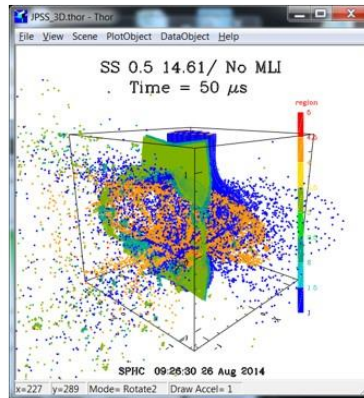 JPSS_3D.thor - Thor
File View Scene PlotObject DataObject Help
SS 0.5 14.61/ No MLI
Time = 50 μs
region
SPHC 09:26:30 26 Aug 2014
x=227 y=289 Mode= Rotate2 Draw Accel= 1